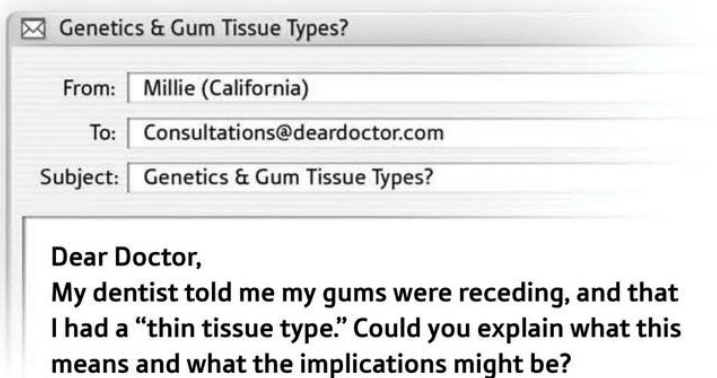 Genetics & Gum Tissue Types?
From: Millie (California)
To: Consultations@deardoctor.com
Subject: Genetics & Gum Tissue Types?
Dear Doctor,
My dentist told me my gums were receding, and that
I had a “thin tissue type.” Could you explain what this
means and what the implications might be?